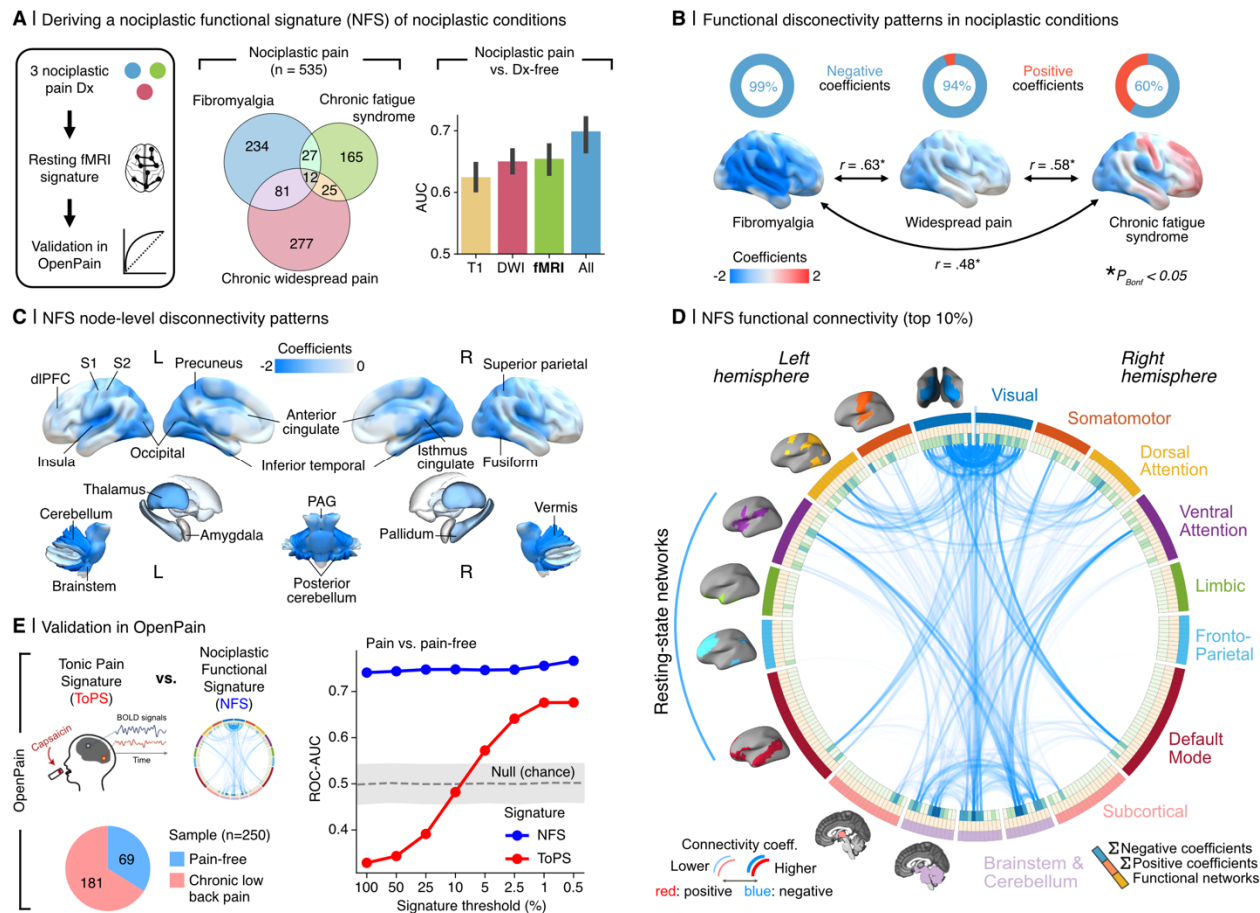 A | Deriving a nociplastic functional signature (NFS) of nociplastic conditions
3 nociplastic
pain Dx
Resting fMRI
signature
Validation in
OpenPain
Nociplastic pain
(n = 535)
Fibromyalgia
Chronic fatigue
syndrome
234
27
165
12
81
25
277
Chronic widespread pain
Nociplastic pain
vs. Dx-free
AUC
0.7
0.6
0.5
T1
DWI
fMRI
All
B | Functional disconnectivity patterns in nociplastic conditions
99%
Negative
coefficients
94%
Positive
coefficients
60%
r = .63*
r = .58*
Fibromyalgia
Widespread pain
Chronic fatigue
syndrome
r = .48*
Coefficients
-2
2
*P Bonf < 0.05
C | NFS node-level disconectivity patterns
S1
S2
L
Precuneus
Coefficients
-2
0
R
Superior parietal
dlPFC
Anterior
cingulate
Insula
Occipital
Inferior temporal
Isthmus
cingulate
Fusiform
Thalamus
Cerebellum
Amygdala
PAG
Pallidum
Vermis
Brainstem
L
Posterior
cerebellum
R
D | NFS functional connectivity (top 10%)
Left
hemisphere
Right
hemisphere
Visual
Somatomotor
Dorsal
Attention
Ventral
Attention
Limbic
Fronto-
Parietal
Default
Mode
Subcortical
Brainstem &
Cerebellum
Resting-state networks
Connectivity coeff.
Lower
Higher
red: positive
blue: negative
Σ Negative coefficients
Σ Positive coefficients
Functional networks
E | Validation in OpenPain
OpenPain
Tonic Pain
Signature
(ToPS)
vs.
Nociplastic
Functional
Signature
(NFS)
Capsaicin
BOLD signals
Time
Sample (n=250)
69
181
Pain-free
Chronic low
back pain
Pain vs. pain-free
ROC-AUC
0.7
0.6
0.5
0.4
Null (chance)
Signature
NFS
ToPS
100
50
25
10
5
2.5
1
0.5
Signature threshold (%)